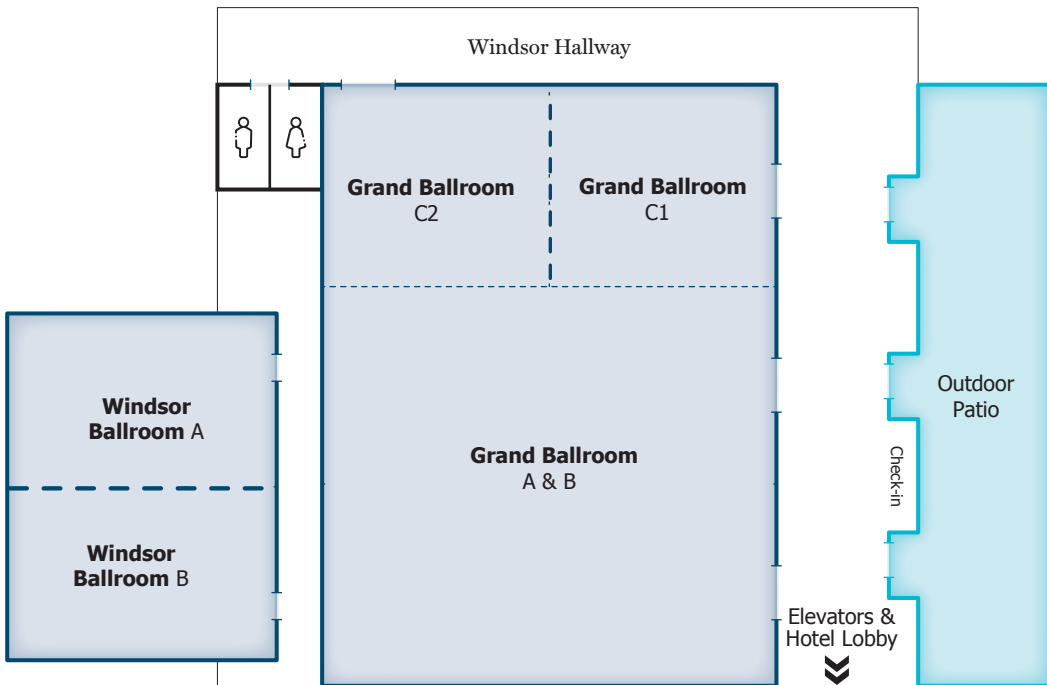 Windsor Hallway
Grand Ballroom
C2
Grand Ballroom
C1
Windsor
Ballroom A
Grand Ballroom
A & B
Outdoor
Patio
Check-in
Windsor
Ballroom B
Elevators &
Hotel Lobby